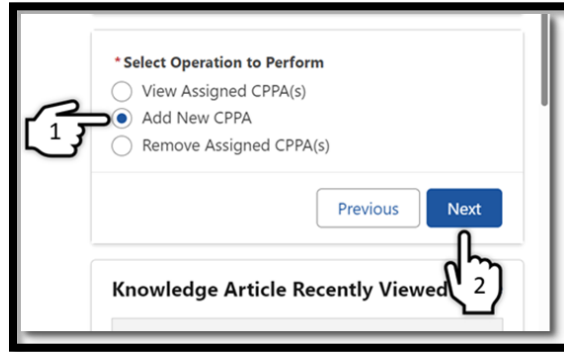 *Select Operation to Perform
View Assigned CPPA(s)
1
Add New CPPA
Remove Assigned CPPA(s)
Previous Next
2
Knowledge Article Recently Viewed